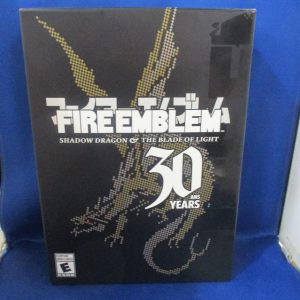 ファイアーエムブレム
FIRE EMBLEM
SHADOW DRAGON & THE BLADE OF LIGHT
30
YEARS
EVERYONE
E